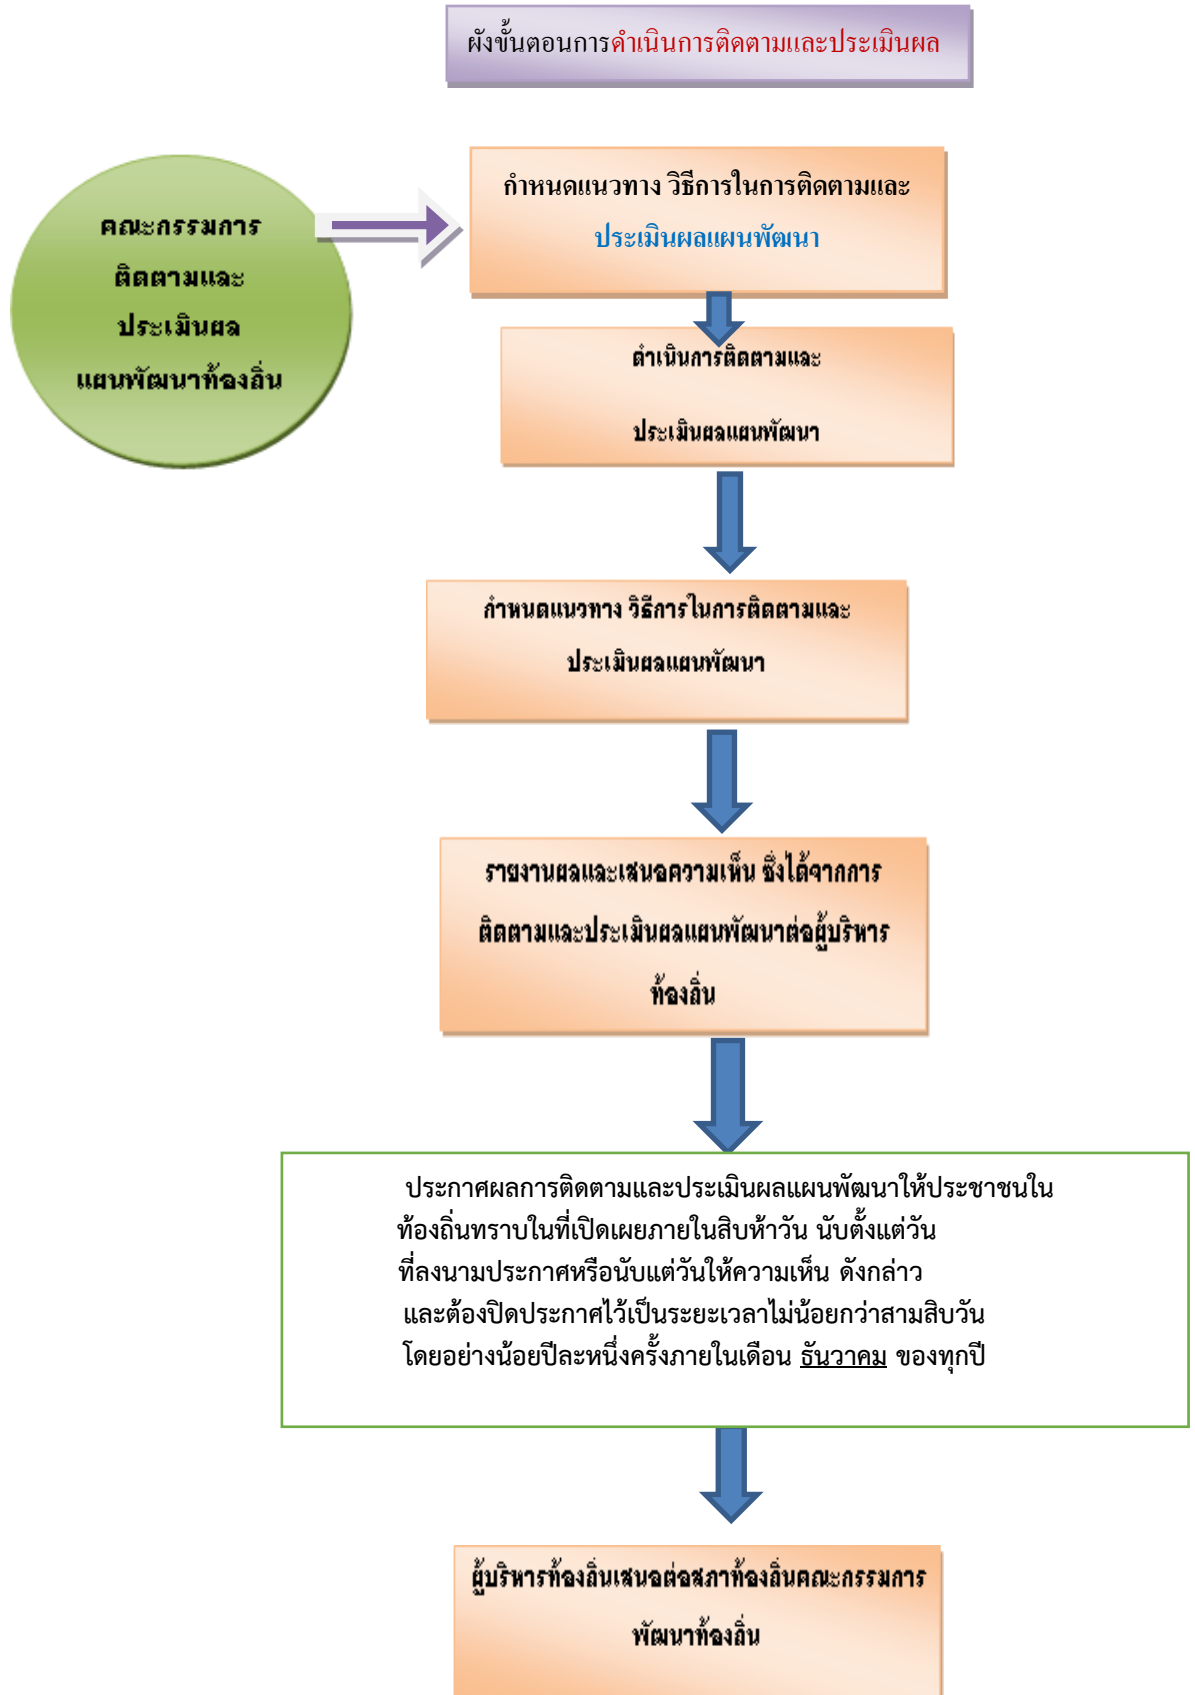 ผังขั้นตอนการดำเนินการติดตามและประเมินผล
คณะกรรมการ
ติดตามและ
ประเมินผล
แผนพัฒนาท้องถิ่น
กำหนดแนวทาง วิธีการในการติดตามและ
ประเมินผลแผนพัฒนา
ดำเนินการติดตามและ
ประเมินผลแผนพัฒนา
กำหนดแนวทาง วิธีการในการติดตามและ
ประเมินผลแผนพัฒนา
รายงานผลและเสนอความเห็น ซึ่งได้จากการ
ติดตามและประเมินผลแผนพัฒนาต่อผู้บริหาร
ท้องถิ่น
ประกาศผลการติดตามและประเมินผลแผนพัฒนาให้ประชาชนใน
ท้องถิ่นทราบในที่เปิดเผยภายในสิบห้าวัน นับตั้งแต่วัน
ที่ลงนามประกาศหรือนับแต่วันให้ความเห็น ดังกล่าว
และต้องปิดประกาศไว้เป็นระยะเวลาไม่น้อยกว่าสามสิบวัน
โดยอย่างน้อยปีละหนึ่งครั้งภายในเดือน ธันวาคม ของทุกปี
ผู้บริหารท้องถิ่นเสนอต่อสภาท้องถิ่นคณะกรรมการ
พัฒนาท้องถิ่น